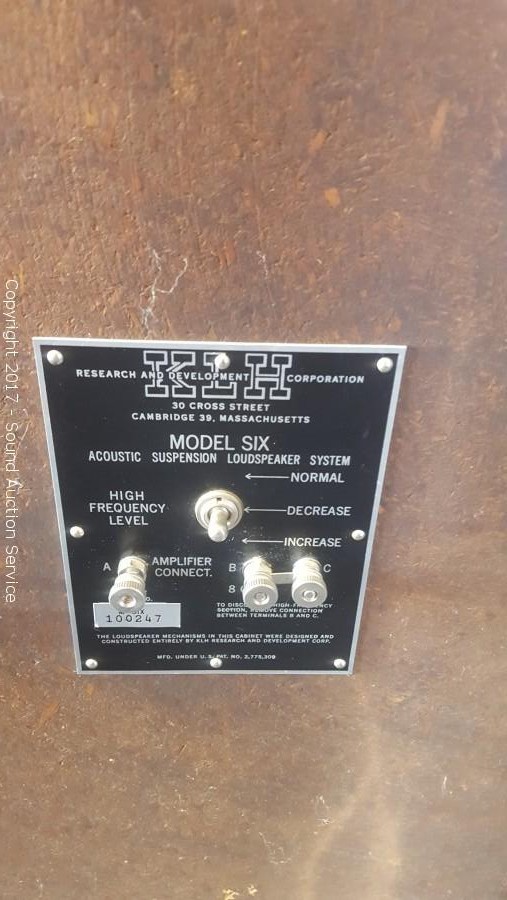 KLH
RESEARCH AND DEVELOPMENT CORPORATION
30 CROSS STREET
CAMBRIDGE 39, MASSACHUSETTS
MODEL SIX
ACOUSTIC SUSPENSION LOUDSPEAKER SYSTEM
NORMAL
HIGH
FREQUENCY
LEVEL
DECREASE
INCREASE
A AMPLIFIER B C
CONNECT.
8
TO HIGH-FREQUENCY
SECTION, REMOVE CONNECTION
BETWEEN TERMINALS B AND C.
SIX
100247
THE LOUDSPEAKER MECHANISMS IN THIS CABINET WERE DESIGNED AND
CONSTRUCTED ENTIRELY BY KLH RESEARCH AND DEVELOPMENT CORP.
MFD. UNDER U.S. PAT. NO. 2,775,309
Copyright 2017 - Sound Auction Service